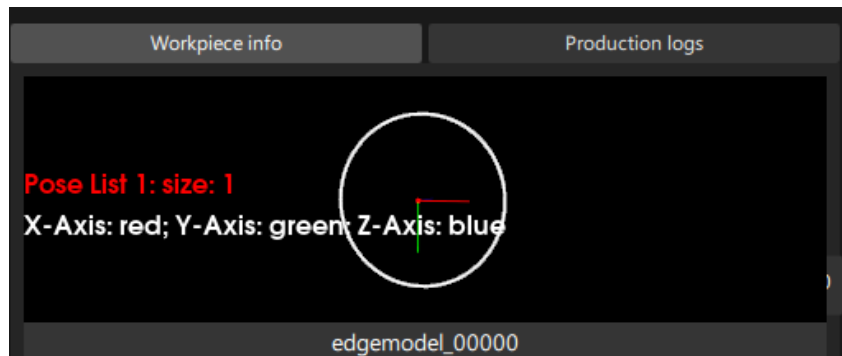 Workpiece info
Production logs
Pose List 1: size: 1
X-Axis: red; Y-Axis: green; Z-Axis: blue
edgemodel_00000